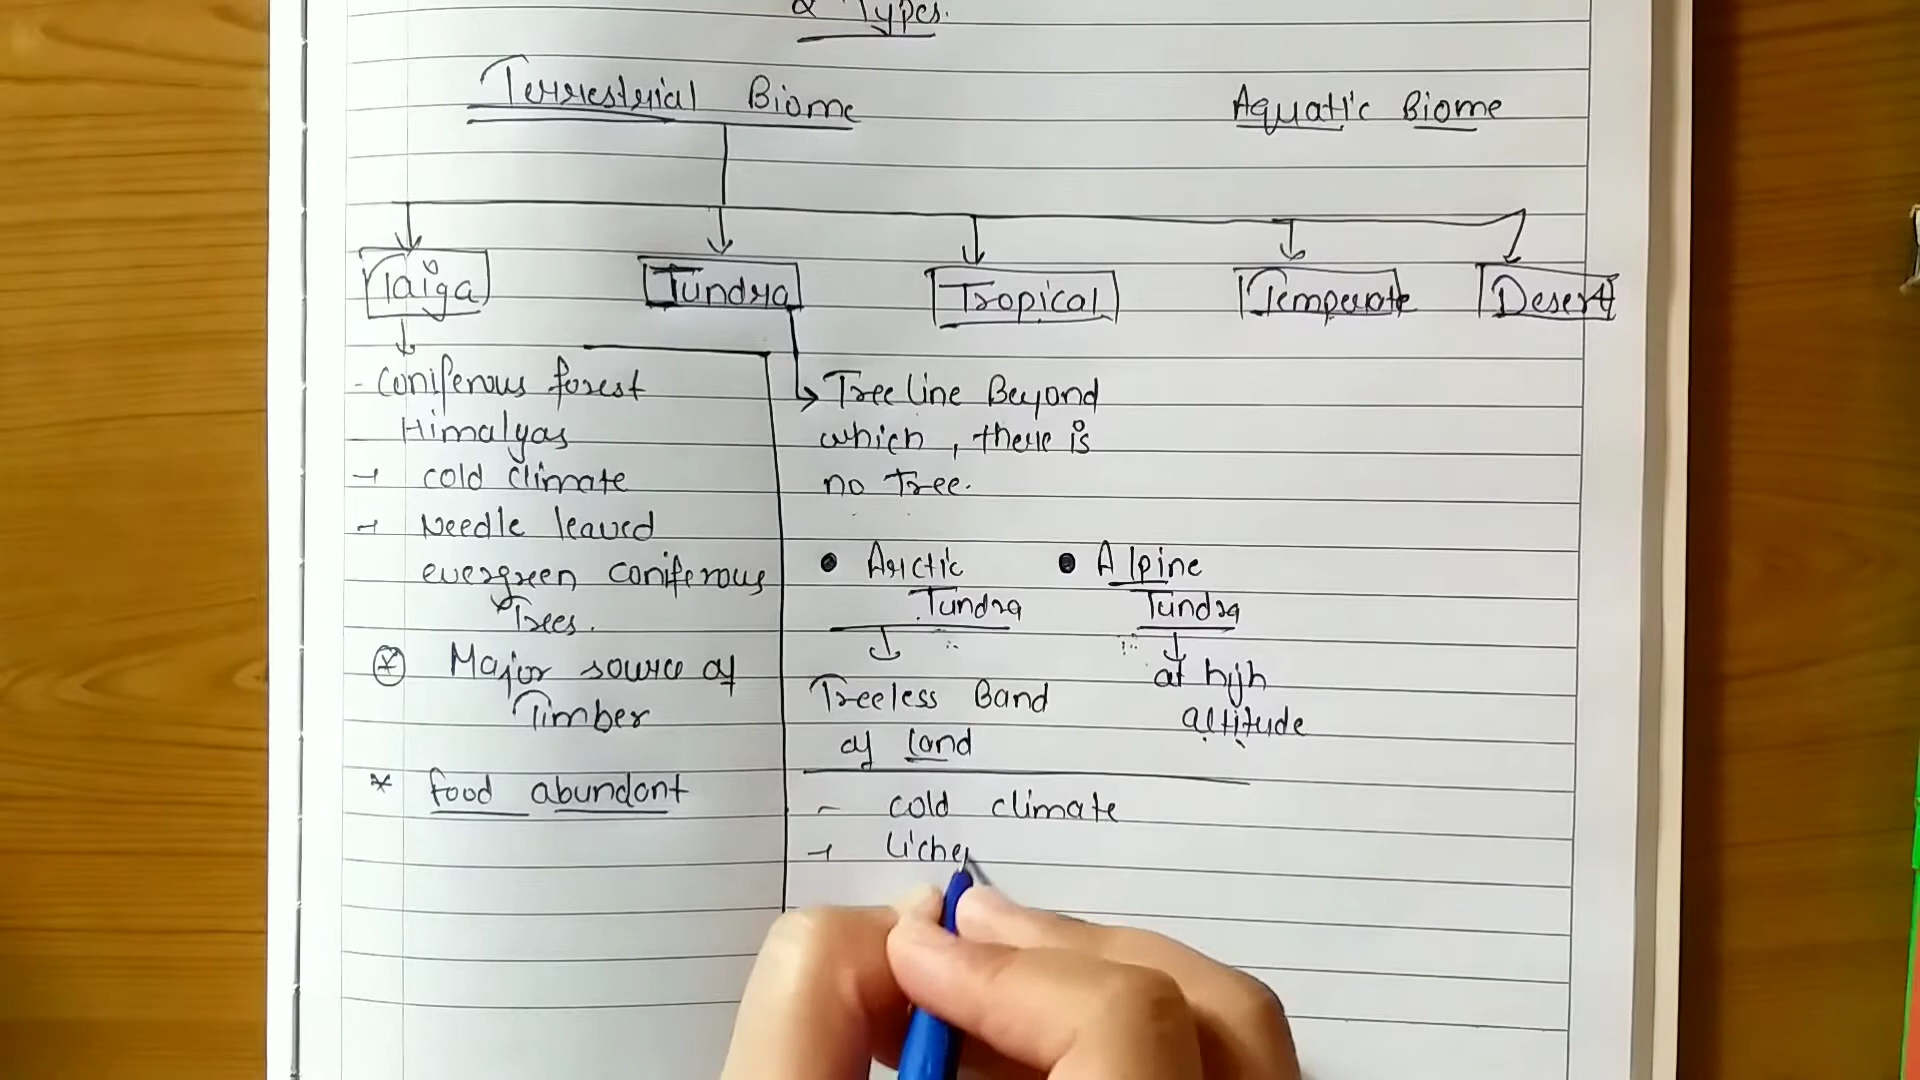 & Types.
Terrestrial Biome
Aquatic Biome
Taiga
Tundra
Tropical
Temperate
Desert
- Coniferous forest
Himalyas
→ cold climate
→ Needle leaved
evergreen coniferous
Trees.
Major source of
Timber
* food abundant
Tree line Beyond
which, there is
no Tree.
• Arctic
Tundra
Treeless Band
of land
• Alpine
Tundra
at high
altitude
- cold climate
→ Liche